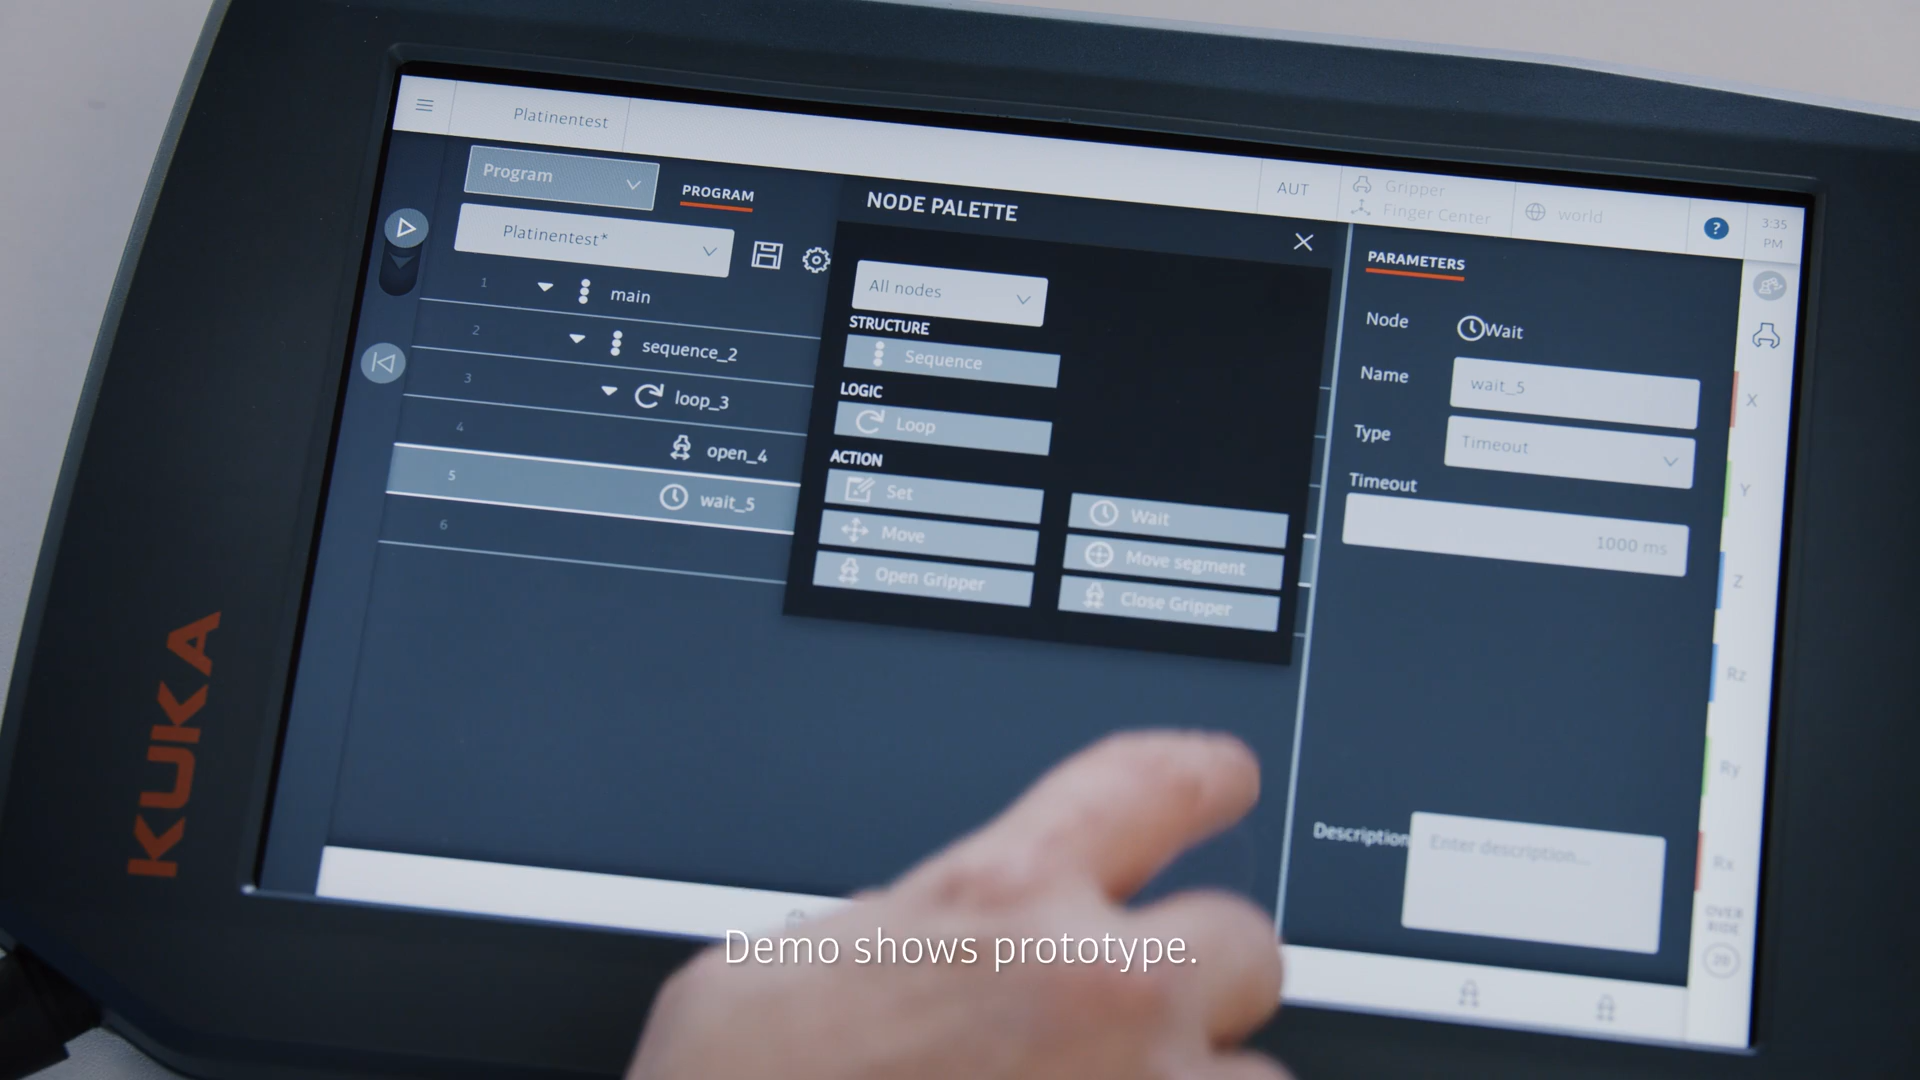 Platinentest
AUT
Gripper
Finger Center
world
?
3:35
PM
Program
PROGRAM
Platinentest*
1 main
2 sequence_2
3 loop_3
4 open_4
5 wait_5
6
NODE PALETTE
All nodes
STRUCTURE
Sequence
LOGIC
Loop
ACTION
Set
Wait
Move
Move segment
Open Gripper
Close Gripper
PARAMETERS
Node Wait
Name wait_5
Type Timeout
Timeout
1000 ms
Description Enter description...
X
Y
Z
Rz
Ry
Rx
OVER
RIDE
20
KUKA
Demo shows prototype.